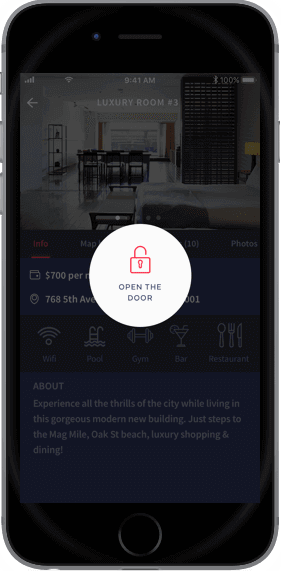 9:41 AM 100%
LUXURY ROOM #3
Info Map (10) Photos
$700 per
OPEN THE
DOOR
768 5th Ave 001
Wifi Pool Gym Bar Restaurant
ABOUT
Experience all the thrills of the city while living in
this gorgeous modern new building. Just steps to
the Mag Mile, Oak St beach, luxury shopping &
dining!